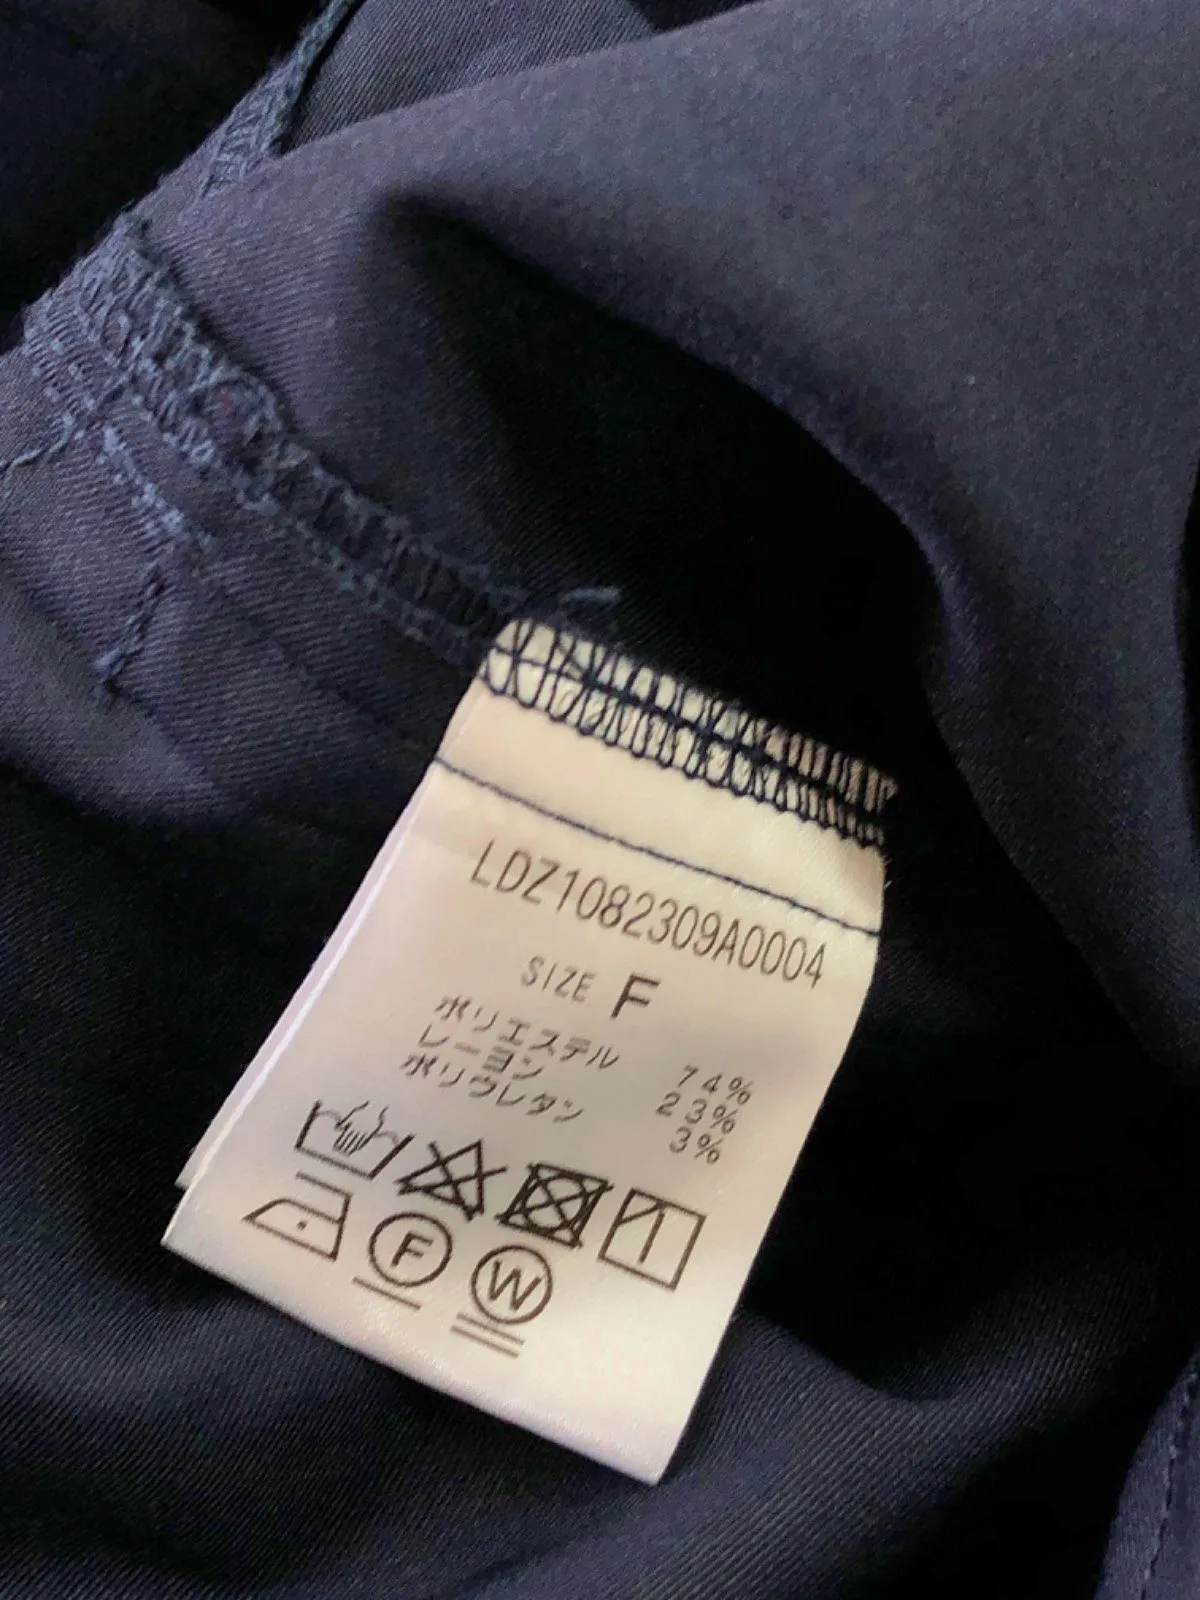 LDZ1082309A0004
SIZE F
ポリエステル 74%
レーヨン 23%
ポリウレタン 3%
F W